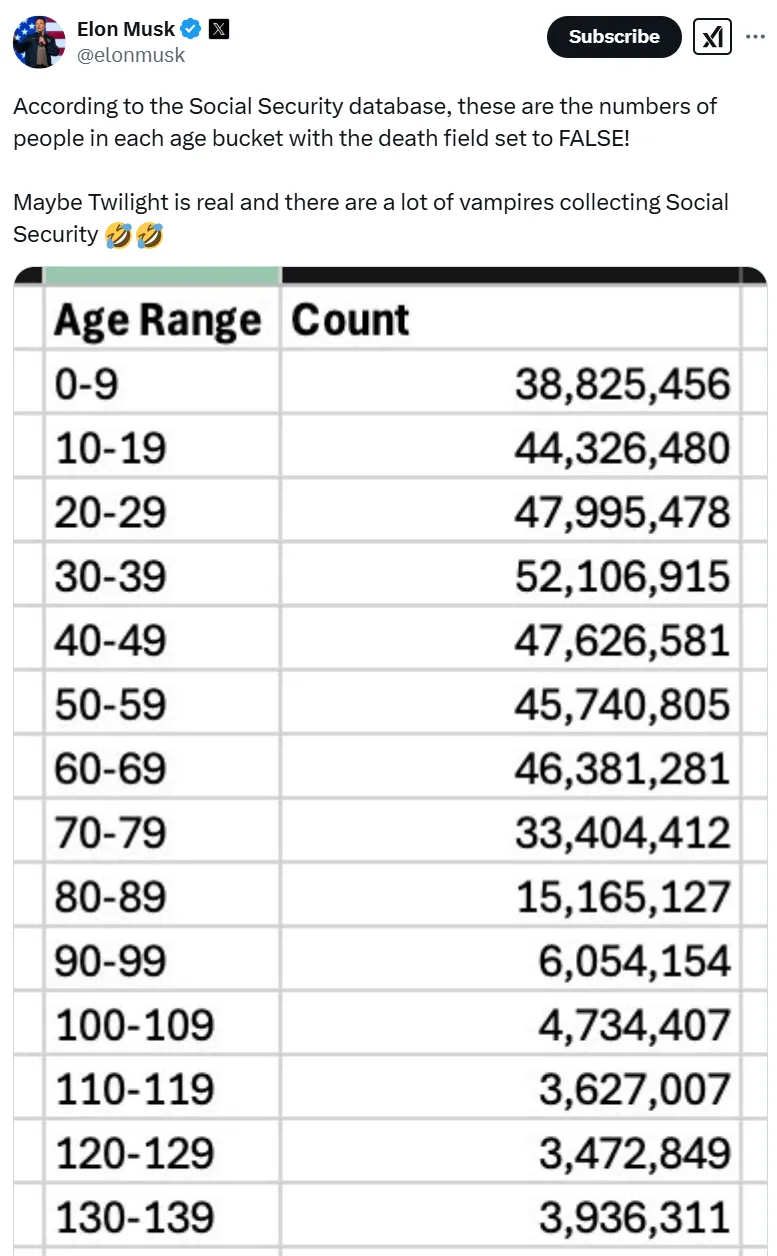 Elon Musk
@elonmusk
Subscribe
According to the Social Security database, these are the numbers of
people in each age bucket with the death field set to FALSE!
Maybe Twilight is real and there are a lot of vampires collecting Social
Security 🤣🤣
Age Range Count
0-9 38,825,456
10-19 44,326,480
20-29 47,995,478
30-39 52,106,915
40-49 47,626,581
50-59 45,740,805
60-69 46,381,281
70-79 33,404,412
80-89 15,165,127
90-99 6,054,154
100-109 4,734,407
110-119 3,627,007
120-129 3,472,849
130-139 3,936,311